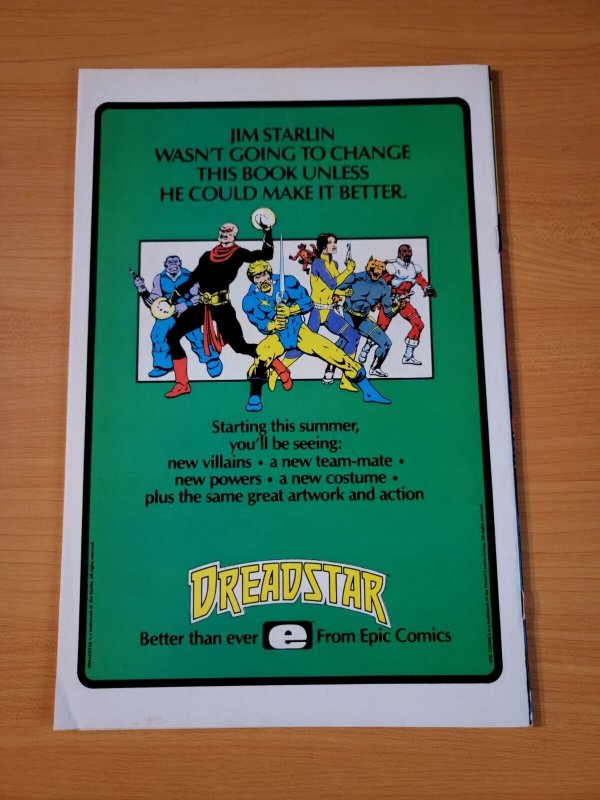 JIM STARLIN
WASN'T GOING TO CHANGE
THIS BOOK UNLESS
HE COULD MAKE IT BETTER.
Starting this summer,
you'll be seeing:
new villains • a new team-mate •
new powers • a new costume •
plus the same great artwork and action
DREADSTAR
Better than ever e From Epic Comics